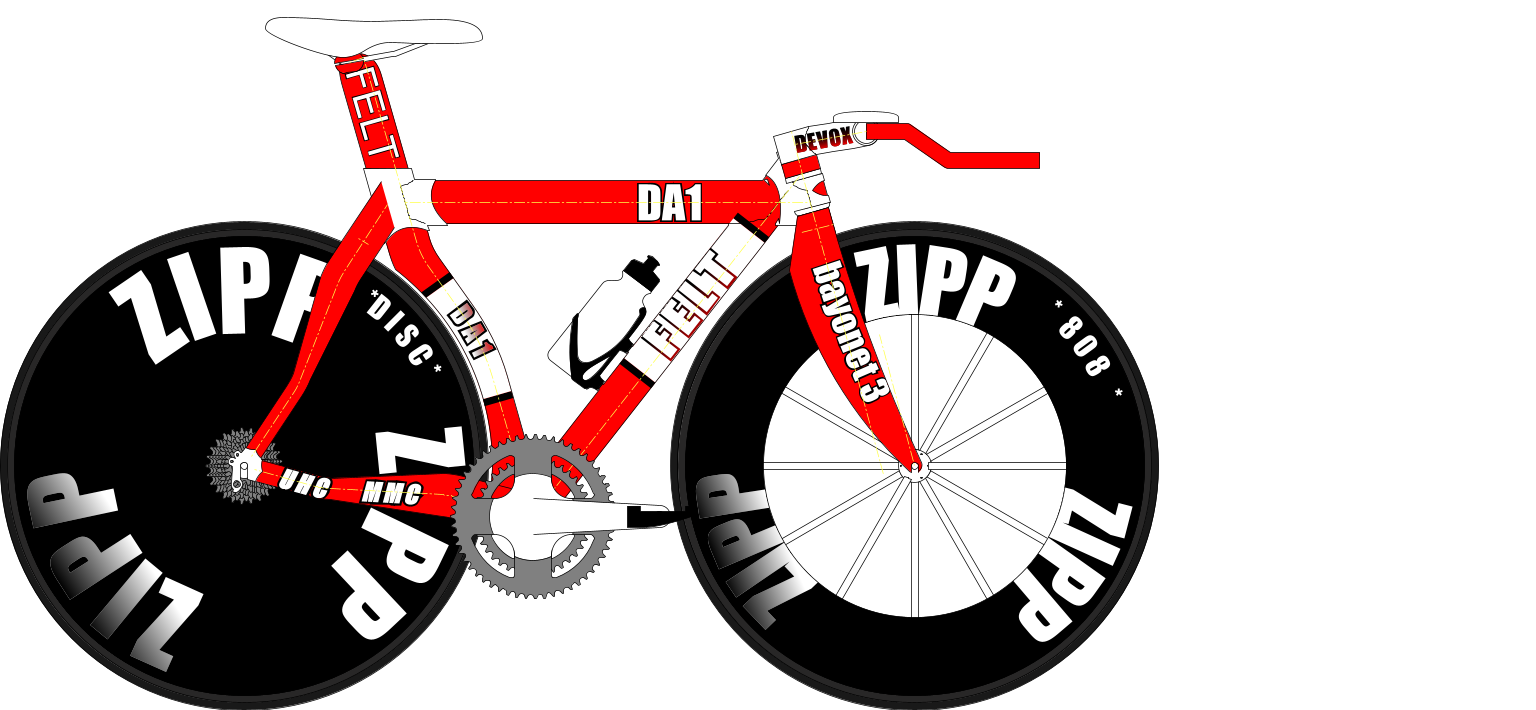 FELT
DEVOX
DA1
ZIPP
*DISC*
DA1
FELT
bayonet 3
ZIPP
*808 *
ZIPP
UHC MMC
ZIPP
ZIPP
ZIPP